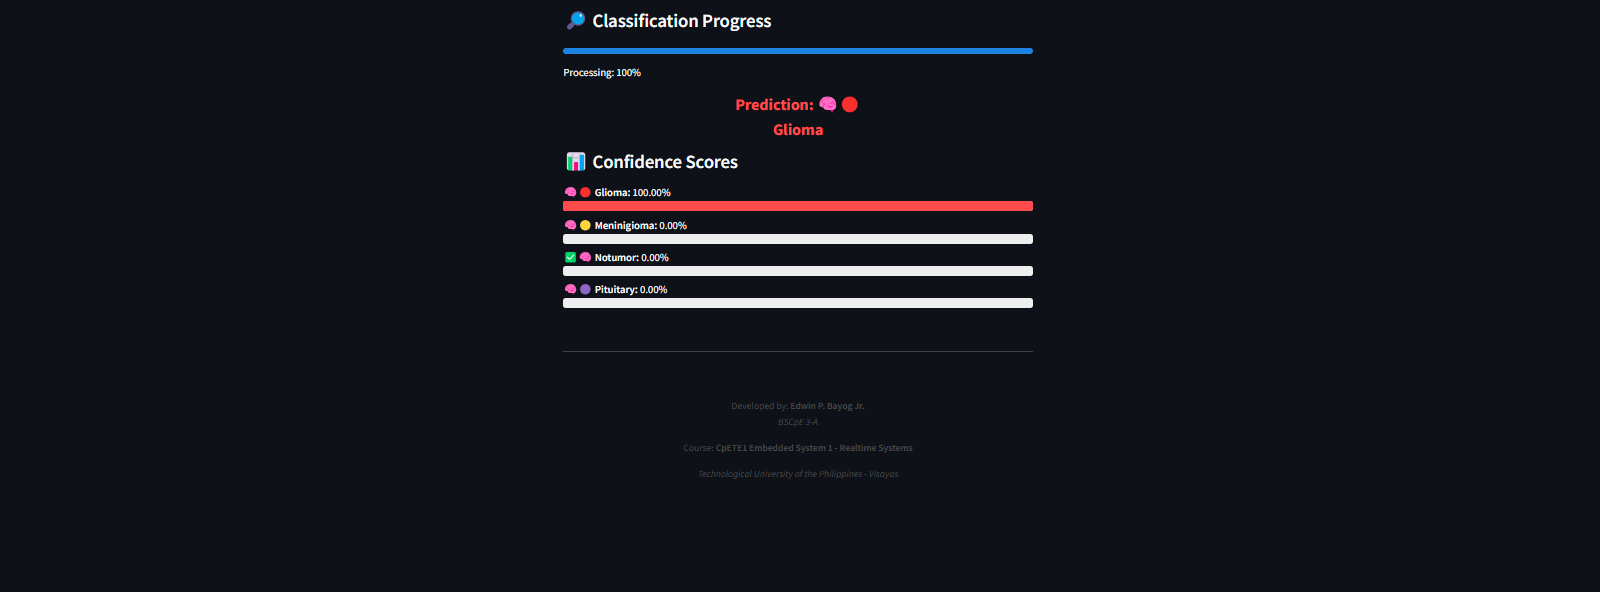 Classification Progress
Processing: 100%
Prediction:
Glioma
Confidence Scores
Glioma: 100.00%
Meninigioma: 0.00%
Notumor: 0.00%
Pituitary: 0.00%
Developed by: Edwin P. Bayog Jr.
BSCpE 3-A
Course: CpETE1 Embedded System 1 - Realtime Systems
Technological University of the Philippines - Visayas